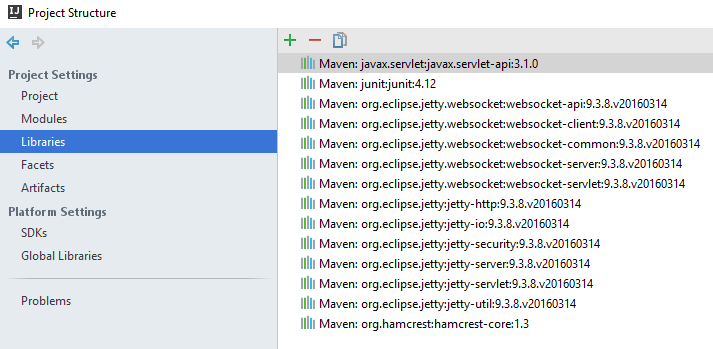 IJ Project Structure
Project Settings
Project
Modules
Libraries
Facets
Artifacts
Platform Settings
SDKs
Global Libraries
Problems
Maven: javax.servlet:javax.servlet-api:3.1.0
Maven: junit:junit:4.12
Maven: org.eclipse.jetty.websocket:websocket-api:9.3.8.v20160314
Maven: org.eclipse.jetty.websocket:websocket-client:9.3.8.v20160314
Maven: org.eclipse.jetty.websocket:websocket-common:9.3.8.v20160314
Maven: org.eclipse.jetty.websocket:websocket-server:9.3.8.v20160314
Maven: org.eclipse.jetty.websocket:websocket-servlet:9.3.8.v20160314
Maven: org.eclipse.jetty:jetty-http:9.3.8.v20160314
Maven: org.eclipse.jetty:jetty-io:9.3.8.v20160314
Maven: org.eclipse.jetty:jetty-security:9.3.8.v20160314
Maven: org.eclipse.jetty:jetty-server:9.3.8.v20160314
Maven: org.eclipse.jetty:jetty-servlet:9.3.8.v20160314
Maven: org.eclipse.jetty:jetty-util:9.3.8.v20160314
Maven: org.hamcrest:hamcrest-core:1.3